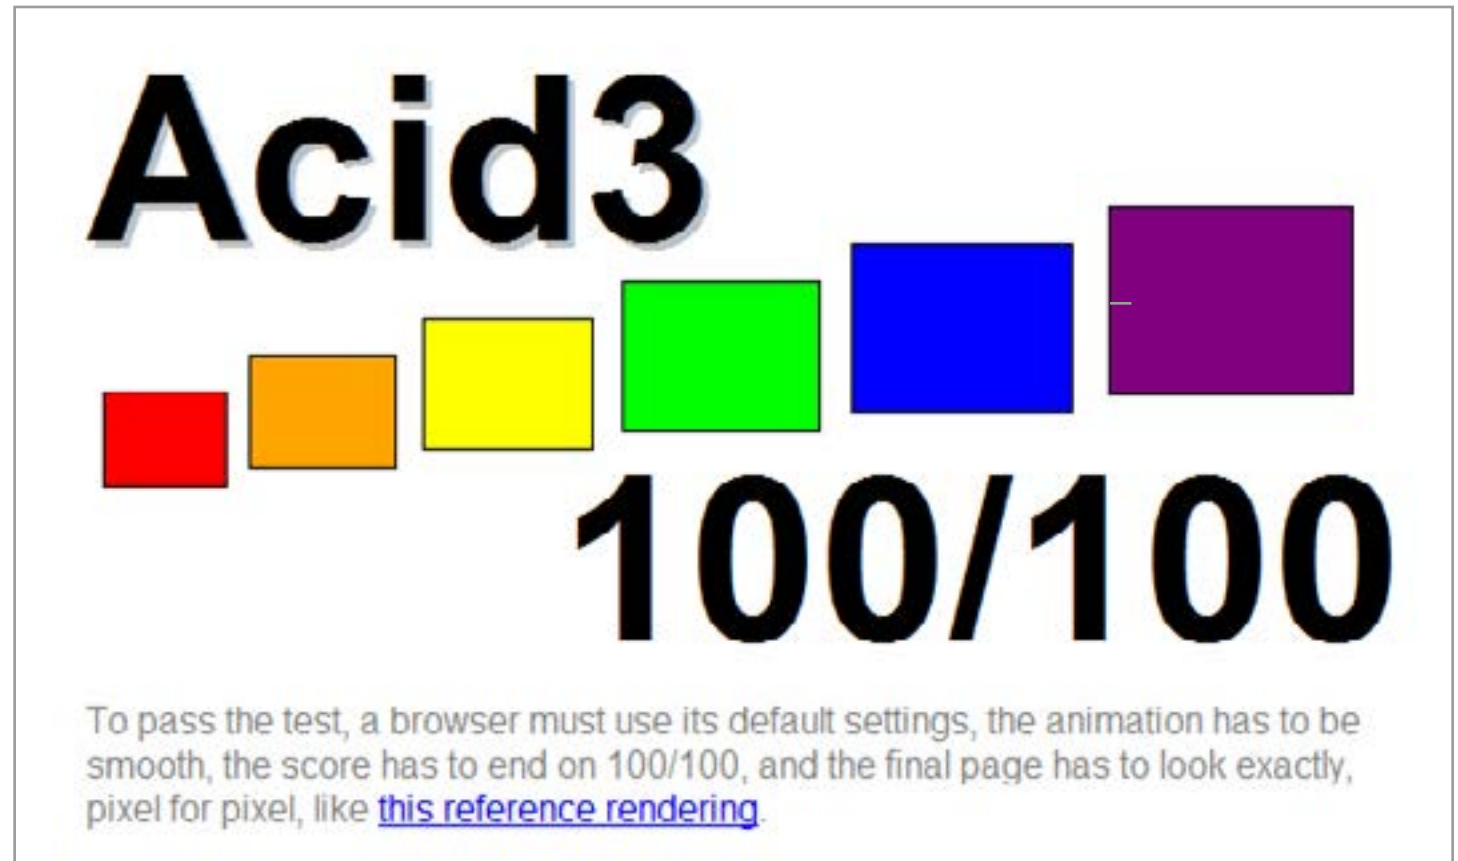 Acid3
100/100
To pass the test, a browser must use its default settings, the animation has to be
smooth, the score has to end on 100/100, and the final page has to look exactly,
pixel for pixel, like this reference rendering.